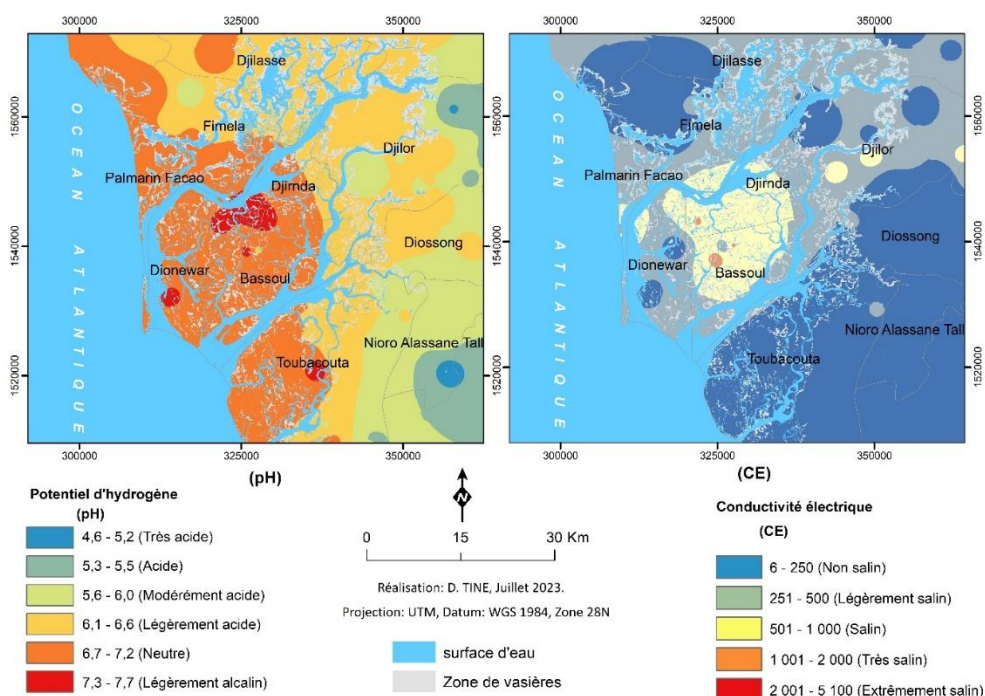 300000 325000 350000
300000 325000 350000
1560000
1540000
1520000
OCEAN ATLANTIQUE
Djilasse
Fimela
Djilor
Palmarin Facao
Djirnda
Diossong
Dionewar
Bassoul
Nioro Alassane Tall
Toubacouta
300000 325000 350000
(pH)
OCEAN ATLANTIQUE
Djilasse
Fimela
Djilor
Palmarin Facao
Djirnda
Diossong
Dionewar
Bassoul
Nioro Alassane Tall
Toubacouta
1560000
1540000
1520000
300000 325000 350000
(CE)
Potentiel d'hydrogène
(pH)
4,6 - 5,2 (Très acide)
5,3 - 5,5 (Acide)
5,6 - 6,0 (Modérément acide)
6,1 - 6,6 (Légèrement acide)
6,7 - 7,2 (Neutre)
7,3 - 7,7 (Légèrement alcalin)
N
0 15 30 Km
Réalisation: D. TINE, Juillet 2023.
Projection: UTM, Datum: WGS 1984, Zone 28N
surface d'eau
Zone de vasières
Conductivité électrique
(CE)
6 - 250 (Non salin)
251 - 500 (Légèrement salin)
501 - 1 000 (Salin)
1 001 - 2 000 (Très salin)
2 001 - 5 100 (Extrêmement salin)